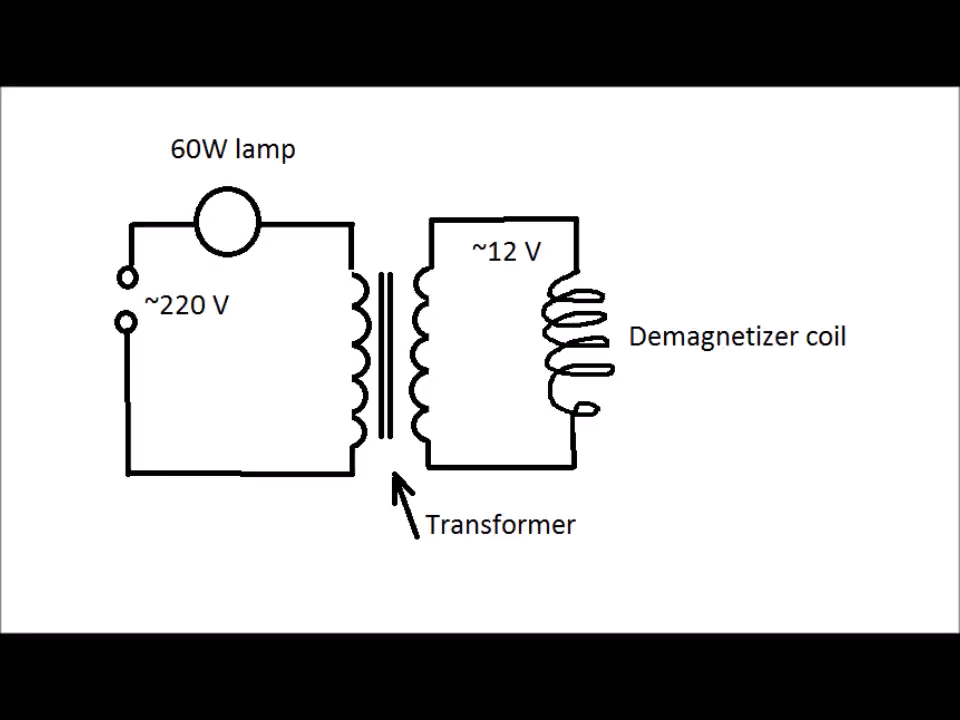 60W lamp
~12 V
~220 V
Demagnetizer coil
Transformer